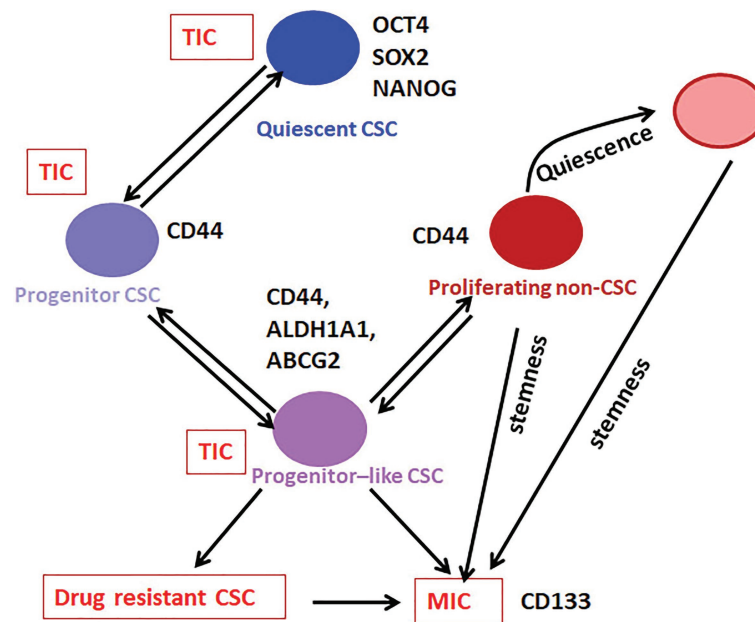 TIC
OCT4
SOX2
NANOG
Quiescent CSC
TIC
CD44
Progenitor CSC
Quiescence
CD44
Proliferating non-CSC
CD44,
ALDH1A1,
ABCG2
TIC
Progenitor–like CSC
stemness
stemness
Drug resistant CSC
MIC
CD133